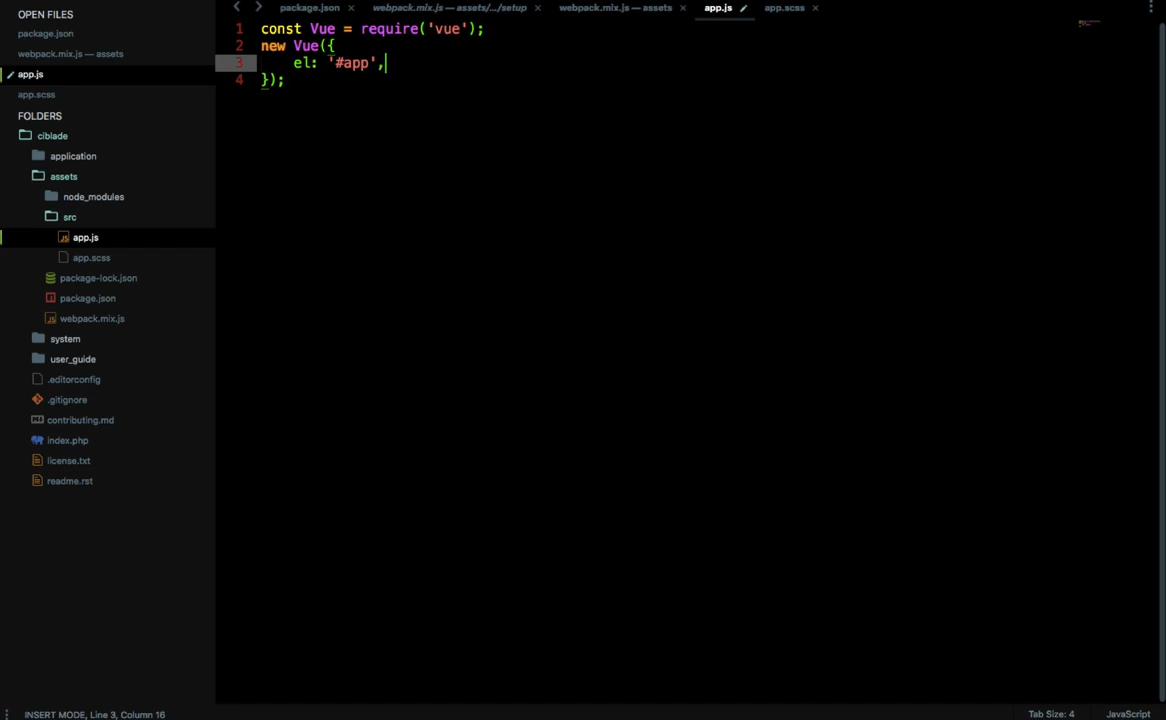 OPEN FILES
package.json
webpack.mix.js — assets
app.js
app.scss
FOLDERS
ciblade
application
assets
node_modules
src
app.js
app.scss
package-lock.json
package.json
webpack.mix.js
system
user_guide
.editorconfig
.gitignore
contributing.md
index.php
license.txt
readme.rst
package.json
webpack.mix.js — assets/.../setup
webpack.mix.js — assets
app.js
app.scss
1 const Vue = require('vue');
2 new Vue({
3 el: '#app',
4 });
INSERT MODE, Line 3, Column 16
Tab Size: 4
JavaScript